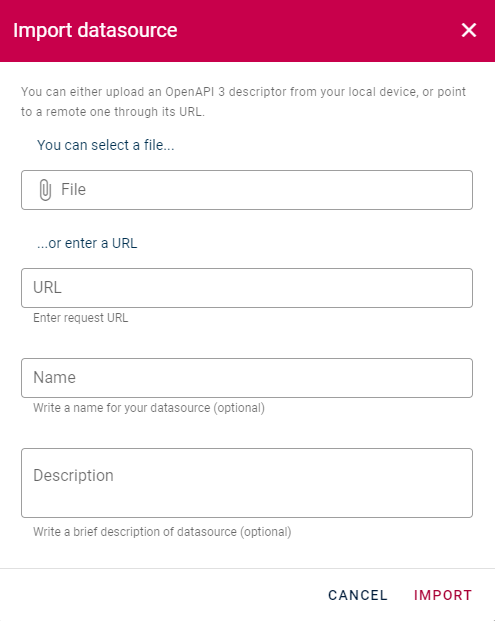 Import datasource
You can either upload an OpenAPI 3 descriptor from your local device, or point
to a remote one through its URL.
You can select a file...
File
...or enter a URL
URL
Enter request URL
Name
Write a name for your datasource (optional)
Description
Write a brief description of datasource (optional)
CANCEL IMPORT